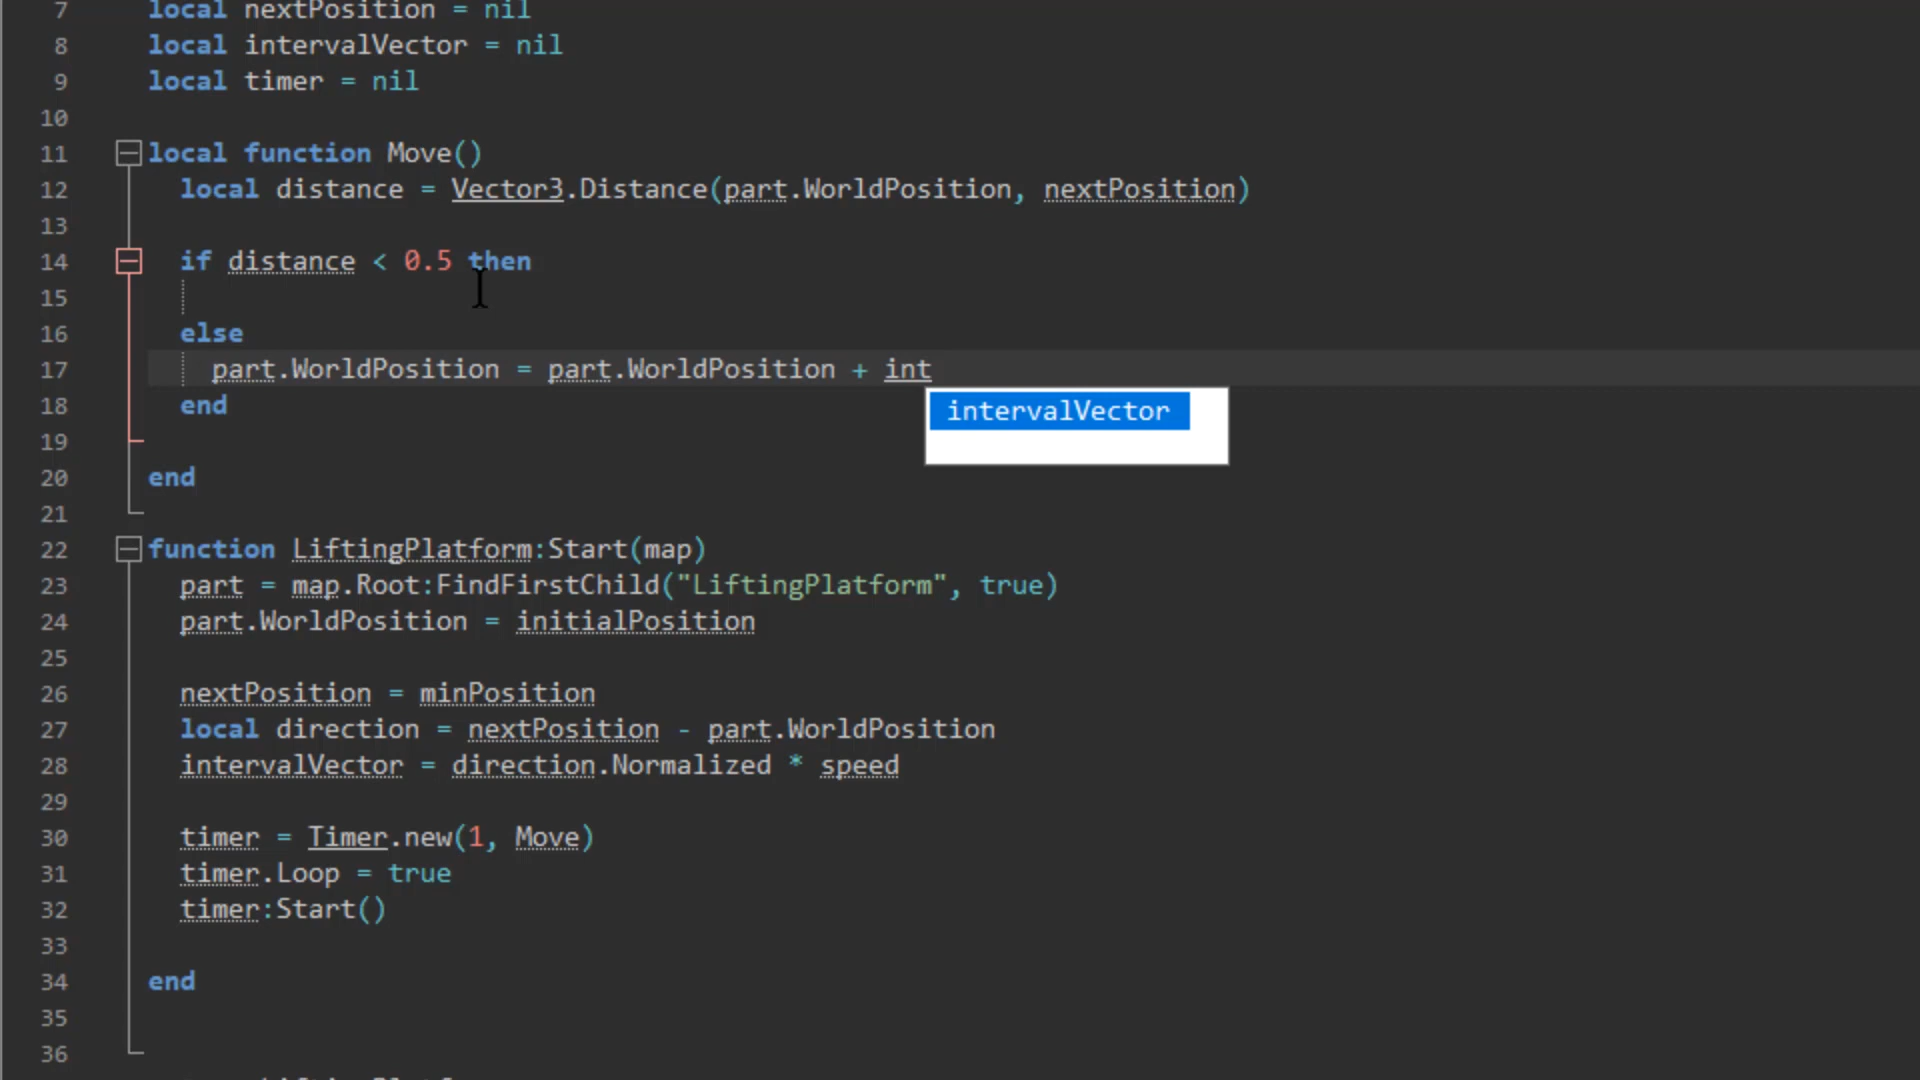 7 local nextPosition = nil
8 local intervalVector = nil
9 local timer = nil
10
11 local function Move()
12 local distance = Vector3.Distance(part.WorldPosition, nextPosition)
13
14 if distance < 0.5 then
15
16 else
17 part.WorldPosition = part.WorldPosition + int
intervalVector
18 end
19
20 end
21
22 function LiftingPlatform:Start(map)
23 part = map.Root:FindFirstChild("LiftingPlatform", true)
24 part.WorldPosition = initialPosition
25
26 nextPosition = minPosition
27 local direction = nextPosition - part.WorldPosition
28 intervalVector = direction.Normalized * speed
29
30 timer = Timer.new(1, Move)
31 timer.Loop = true
32 timer:Start()
33
34 end
35
36